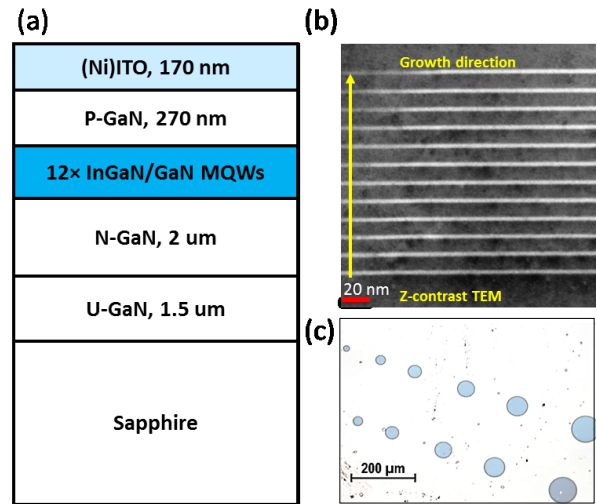 (a)
(Ni)ITO, 170 nm
P-GaN, 270 nm
12× InGaN/GaN MQWs
N-GaN, 2 um
U-GaN, 1.5 um
Sapphire
(b)
Growth direction
20 nm
Z-contrast TEM
(c)
200 µm